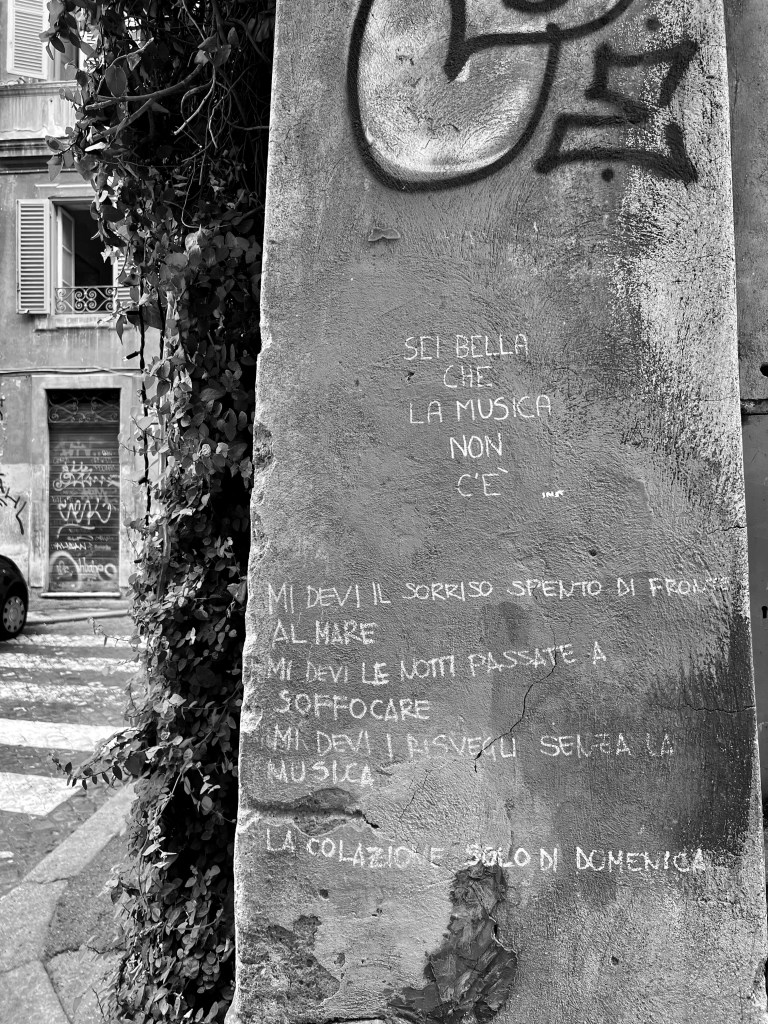 SEI BELLA
CHE
LA MUSICA
NON
C'È
MI DEVI IL SORRISO SPENTO DI FRONTE
AL MARE
MI DEVI LE NOTTI PASSATE A
SOFFOCARE
MI DEVI I RISVEGLI SENZA LA
MUSICA
LA COLAZIONE SOLO DI DOMENICA